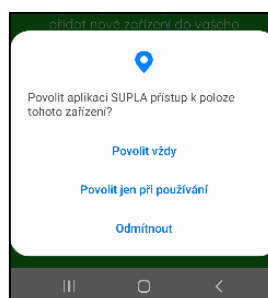 přidat nové zařízení do vašeho
Povolit aplikaci SUPLA přístup k poloze
tohoto zařízení?
Povolit vždy
Povolit jen při používání
Odmítnout